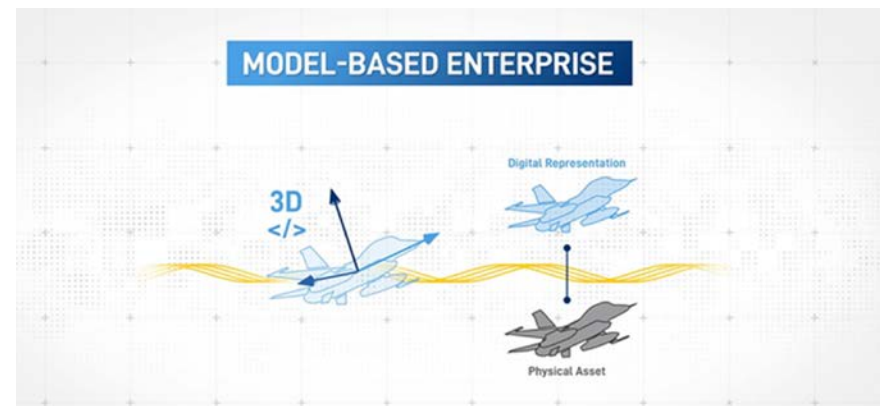 MODEL-BASED ENTERPRISE
Digital Representation
3D
</>
Physical Asset